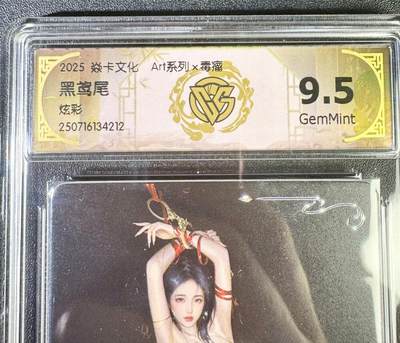 2025 焱卡文化 Art系列×毒瘤
黑鸢尾
炫彩
250716134212
9.5
GemMint